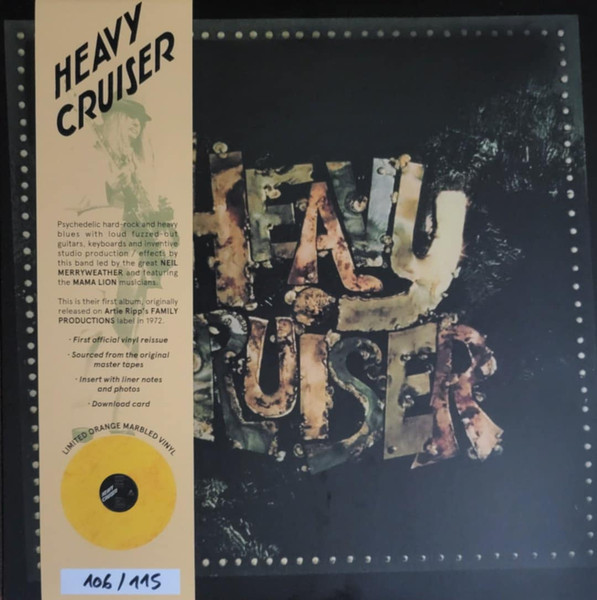 HEAVY
CRUISER
Psychedelic hard-rock and heavy
blues with loud fuzzed-out
guitars, keyboards and inventive
studio production / effects by
this band led by the great NEIL
MERRYWEATHER and featuring
the MAMA LION musicians.
This is their first album, originally
released on Artie Ripp's FAMILY
PRODUCTIONS label in 1972.
· First official vinyl reissue
· Sourced from the original
master tapes
· Insert with liner notes
and photos
· Download card
LIMITED ORANGE MARBLED VINYL
HEAVY
CRUISER
106/115
HEAVY
RUISER